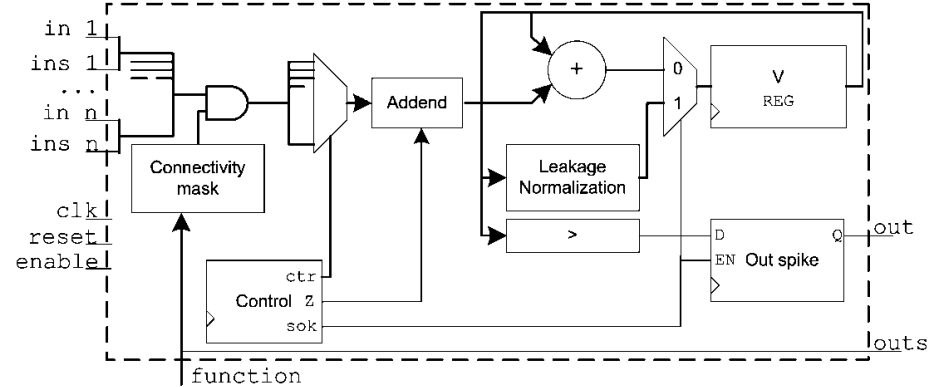 in 1
ins 1
...
in n
ins n
clk
reset
enable
Connectivity
mask
Addend
+
0
1
V
REG
Leakage
Normalization
>
D
Q
EN
Out spike
out
ctr
Control
Z
sok
outs
function